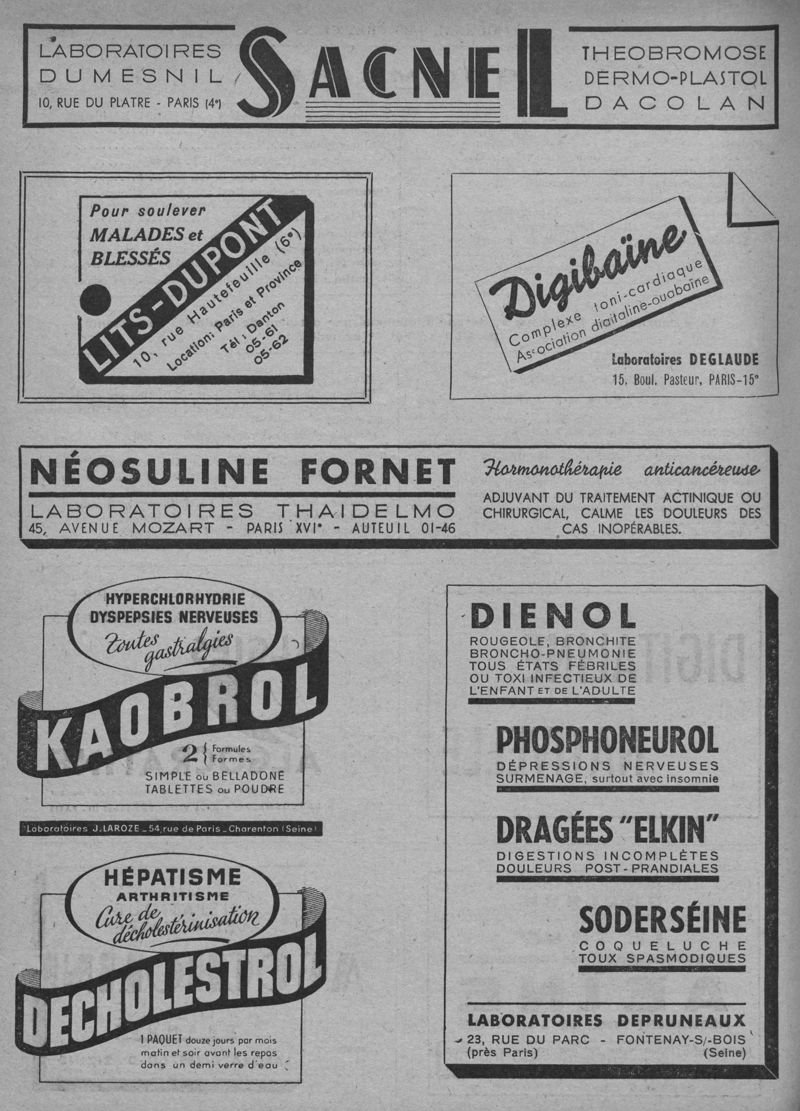 LABORATOIRES
DUMESNIL
10, RUE DU PLATRE - PARIS (4e)
SACNEL
THEOBROMOSE
DERMO-PLASTOL
DACOLAN
Pour soulever
MALADES et
BLESSÉS
LITS-DUPONT
10, rue Hautefeuille (6e)
Location: Paris et Province
Tél : Danton
05-61
05-62
Digibaïne
Complexe toni-cardiaque
Association digitaline-ouabaïne
Laboratoires DEGLAUDE
15, Boul. Pasteur, PARIS-15e
NÉOSULINE FORNET
LABORATOIRES THAIDELMO
45, AVENUE MOZART - PARIS XVIe - AUTEUIL 01-46
Hormonothérapie anticancéreuse
ADJUVANT DU TRAITEMENT ACTINIQUE OU
CHIRURGICAL, CALME LES DOULEURS DES
CAS INOPÉRABLES.
HYPERCHLORHYDRIE
DYSPEPSIES NERVEUSES
Toutes
gastralgies
KAOBROL
2 { Formules
Formes
SIMPLE ou BELLADONE
TABLETTES ou POUDRE
Laboratoires J. LAROZE _ 54, rue de Paris _ Charenton (Seine)
HÉPATISME
ARTHRITISME
Cure de
décholestérinisation
DECHOLESTROL
1 PAQUET douze jours par mois
matin et soir avant les repas
dans un demi verre d'eau
DIENOL
ROUGEOLE, BRONCHITE
BRONCHO-PNEUMONIE
TOUS ÉTATS FÉBRILES
OU TOXI INFECTIEUX DE
L'ENFANT ET DE L'ADULTE
PHOSPHONEUROL
DÉPRESSIONS NERVEUSES
SURMENAGE, surtout avec insomnie
DRAGÉES "ELKIN"
DIGESTIONS INCOMPLÈTES
DOULEURS POST-PRANDIALES
SODERSÉINE
COQUELUCHE
TOUX SPASMODIQUES
LABORATOIRES DEPRUNEAUX
23, RUE DU PARC - FONTENAY-S/-BOIS
(près Paris) (Seine)